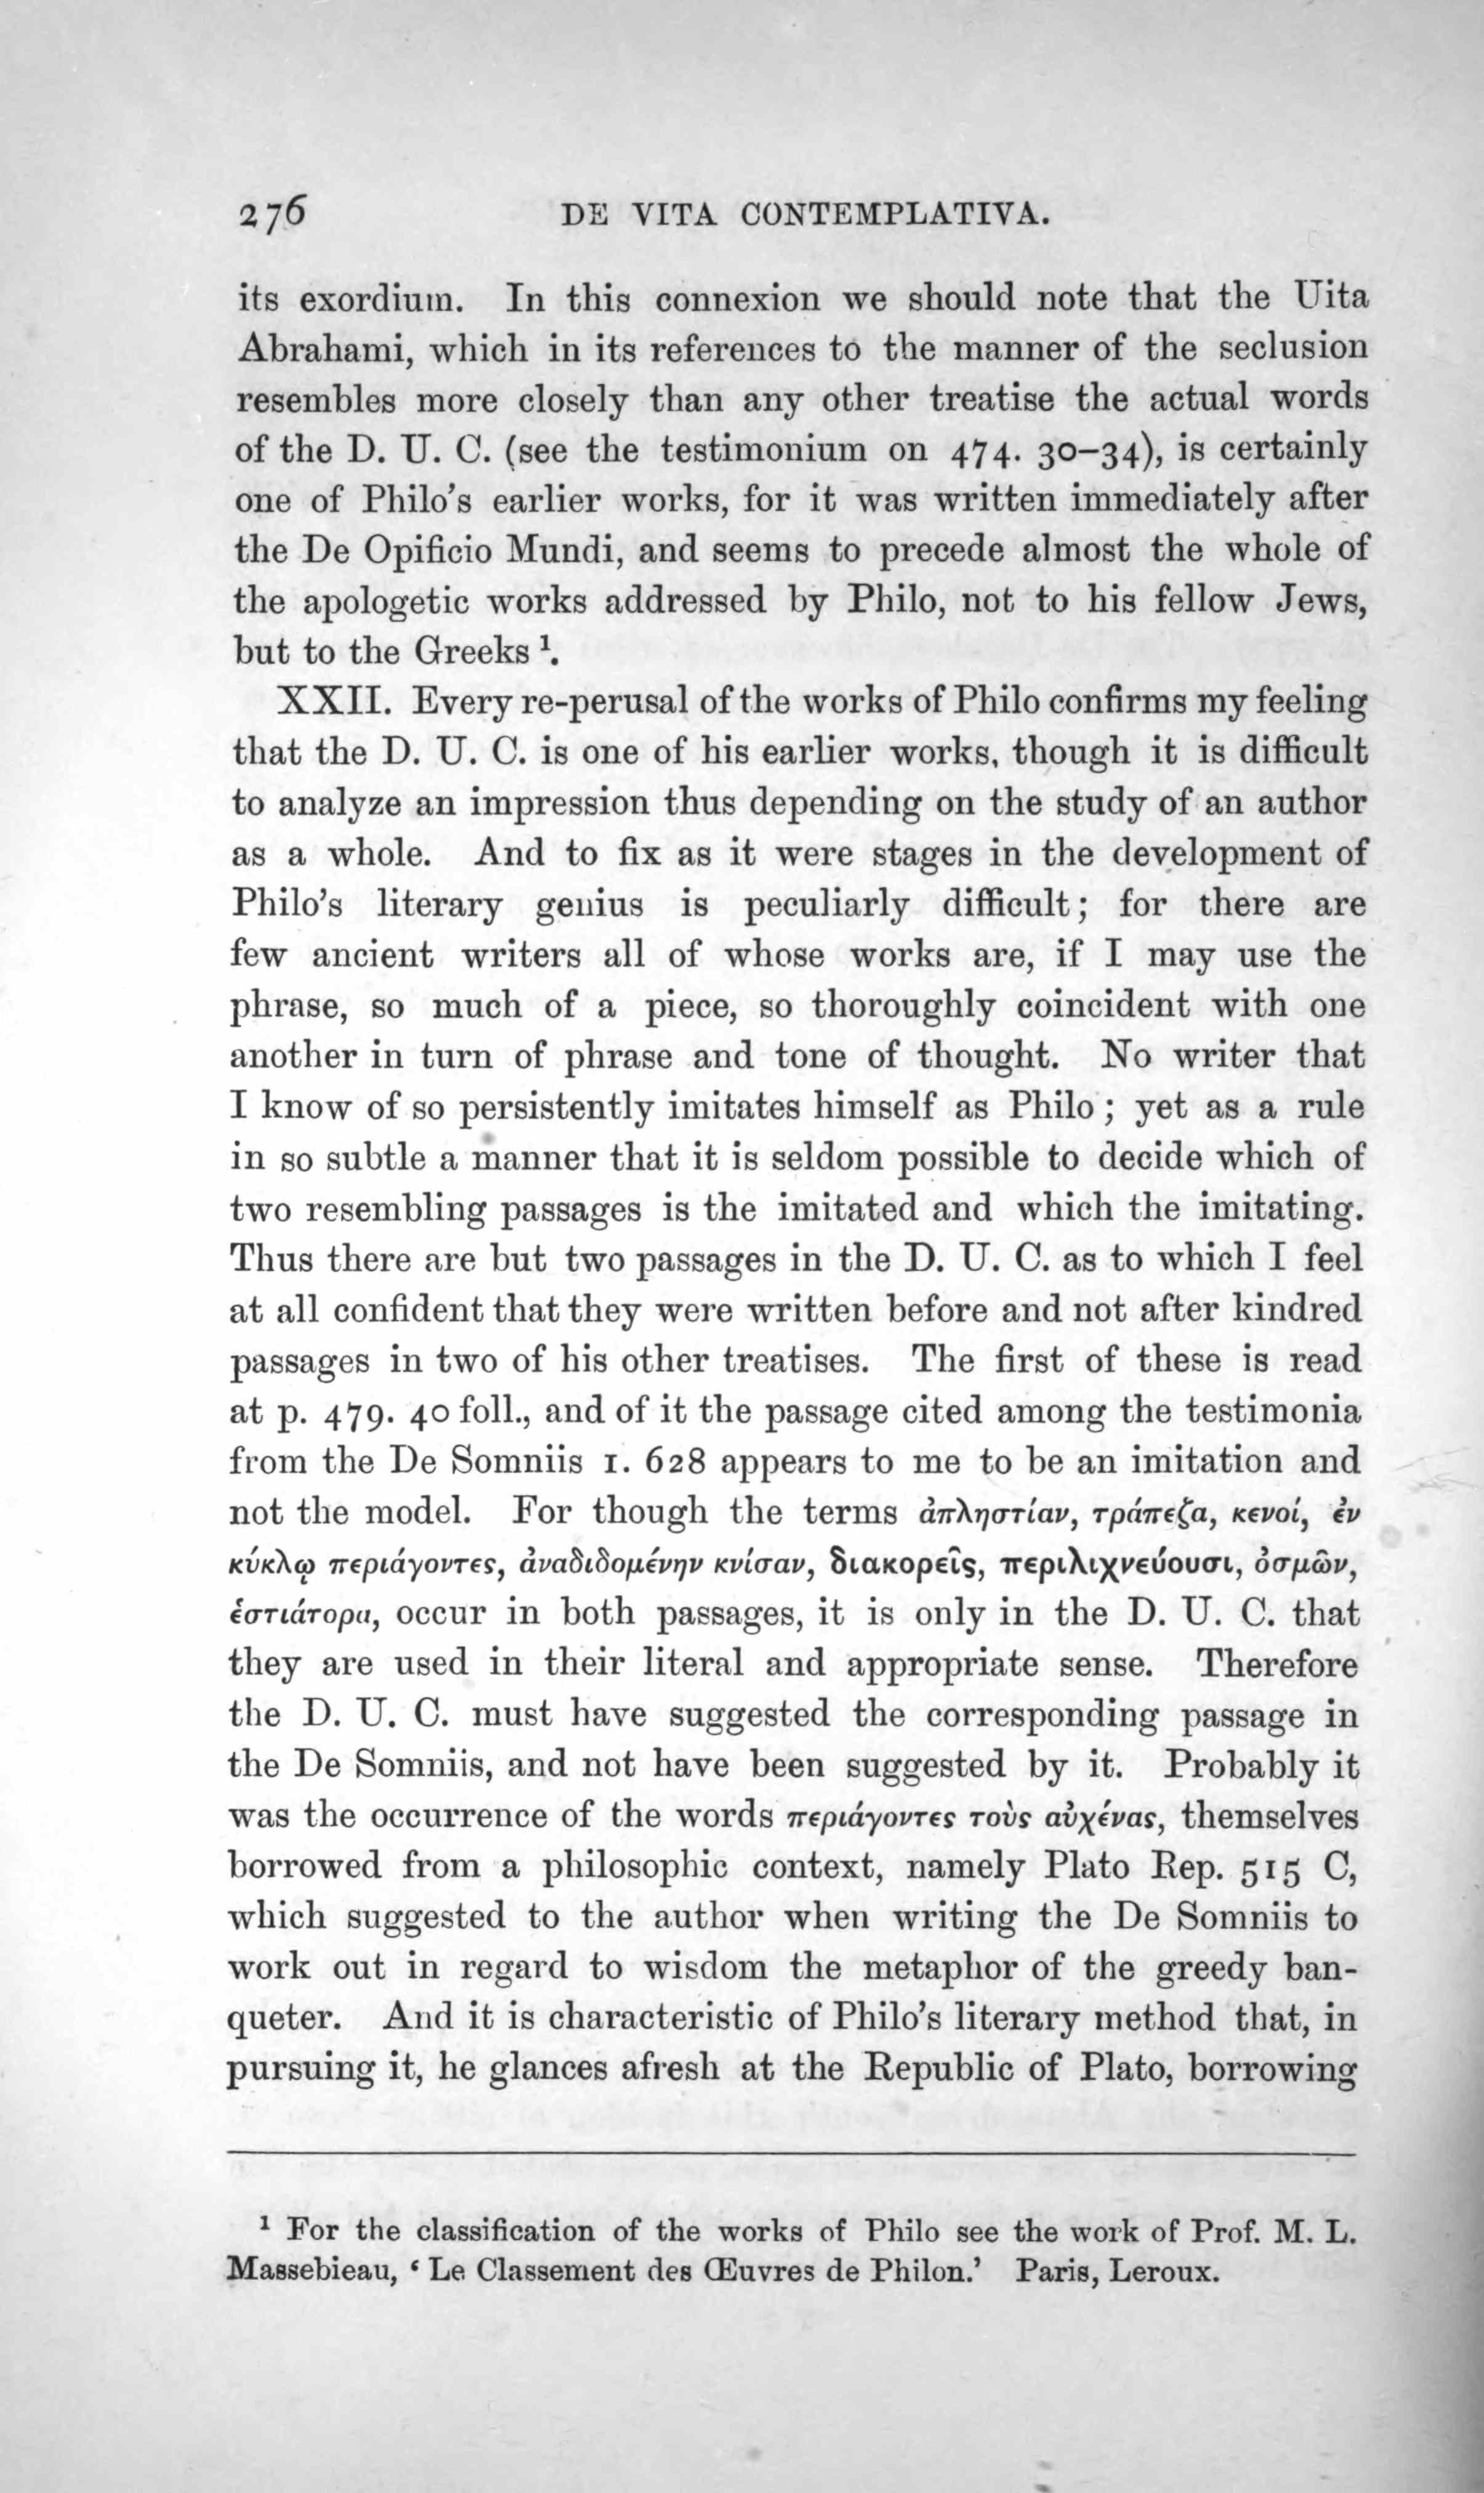 276 DE VITA CONTEMPLATIVA.
its exordium. In this connexion we should note that the Uita
Abrahami, which in its references to the manner of the seclusion
resembles more closely than any other treatise the actual words
of the D. U. C. (see the testimonium on 474. 30–34), is certainly
one of Philo's earlier works, for it was written immediately after
the De Opificio Mundi, and seems to precede almost the whole of
the apologetic works addressed by Philo, not to his fellow Jews,
but to the Greeks ¹.
XXII. Every re-perusal of the works of Philo confirms my feeling
that the D. U. C. is one of his earlier works, though it is difficult
to analyze an impression thus depending on the study of an author
as a whole. And to fix as it were stages in the development of
Philo's literary genius is peculiarly difficult; for there are
few ancient writers all of whose works are, if I may use the
phrase, so much of a piece, so thoroughly coincident with one
another in turn of phrase and tone of thought. No writer that
I know of so persistently imitates himself as Philo; yet as a rule
in so subtle a manner that it is seldom possible to decide which of
two resembling passages is the imitated and which the imitating.
Thus there are but two passages in the D. U. C. as to which I feel
at all confident that they were written before and not after kindred
passages in two of his other treatises. The first of these is read
at p. 479. 40 foll., and of it the passage cited among the testimonia
from the De Somniis 1. 628 appears to me to be an imitation and
not the model. For though the terms ἀπληστίαν, τράπεζα, κενοί, ἐν
κύκλῳ περιάγοντες, ἀναδιδομένην κνίσαν, διακορεῖς, περιλιχνεύουσι, ὀσμῶν,
ἑστιάτορα, occur in both passages, it is only in the D. U. C. that
they are used in their literal and appropriate sense. Therefore
the D. U. C. must have suggested the corresponding passage in
the De Somniis, and not have been suggested by it. Probably it
was the occurrence of the words περιάγοντες τοὺς αὐχένας, themselves
borrowed from a philosophic context, namely Plato Rep. 515 C,
which suggested to the author when writing the De Somniis to
work out in regard to wisdom the metaphor of the greedy ban-
queter. And it is characteristic of Philo's literary method that, in
pursuing it, he glances afresh at the Republic of Plato, borrowing
¹ For the classification of the works of Philo see the work of Prof. M. L.
Massebieau, ‘Le Classement des Œuvres de Philon.’ Paris, Leroux.